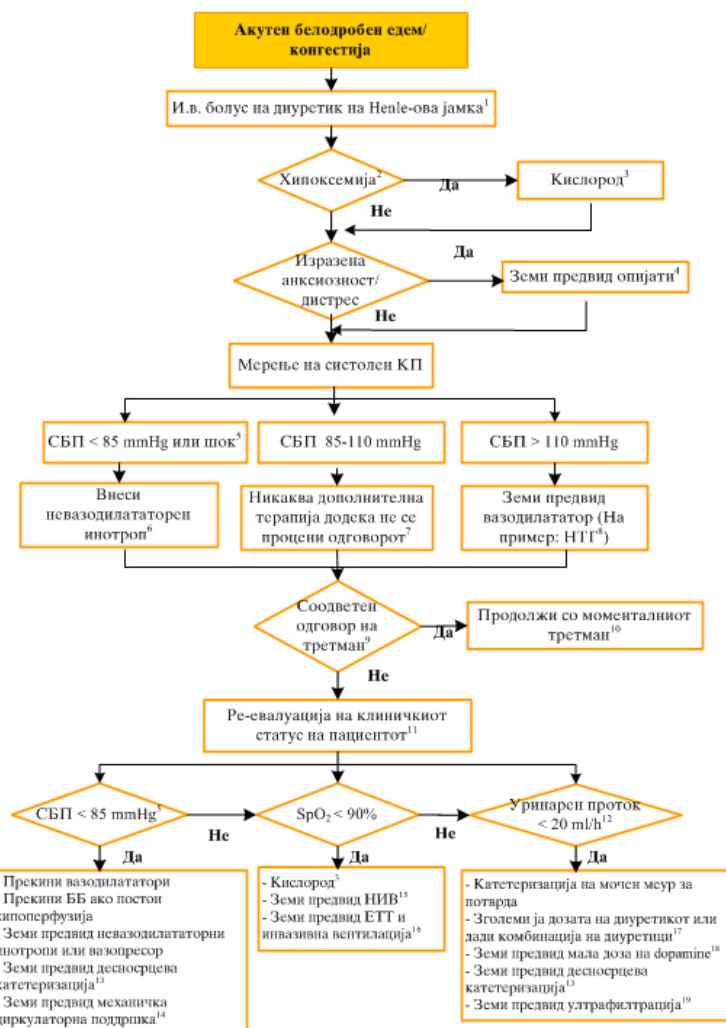 Акутен белодробен едем/
конгестија
И.в. болус на диуретик на Henle-ова јамка1
Хипоксемија2
Да
Кислород3
Не
Изразена
анксиозност/
дистрес
Да
Земи предвид опијати4
Не
Мерење на систолен КП
СБП < 85 mmHg или шок5
СБП 85-110 mmHg
СБП > 110 mmHg
Внеси
невазодилататорен
инотроп6
Никаква дополнителна
терапија додека не се
процени одговорот7
Земи предвид
вазодилататор (На
пример: НТГ8)
Соодветен
одговор на
третман9
Да
Продолжи со моменталниот
третман10
Не
Ре-евалуација на клиничкиот
статус на пациентот11
СБП < 85 mmHg5
Не
SpO2 < 90%
Не
Уринарен проток
< 20 ml/h12
Да
Да
Да
Прекини вазодилататори
Прекини ББ ако постои
хипоперфузија
Земи предвид невазодилататорни
инотропи или вазопресор
Земи предвид десносрцева
катетеризација13
Земи предвид механичка
циркулаторна поддршка14
- Кислород3
- Земи предвид НИВ15
- Земи предвид ЕТТ и
инвазивна вентилација16
- Катетеризација на мочен меур за
потврда
- Зголеми ја дозата на диуретикот или
дади комбинација на диуретици17
- Земи предвид мала доза на dopamine18
- Земи предвид десносрцева
катетеризација13
- Земи предвид ултрафилтрација19